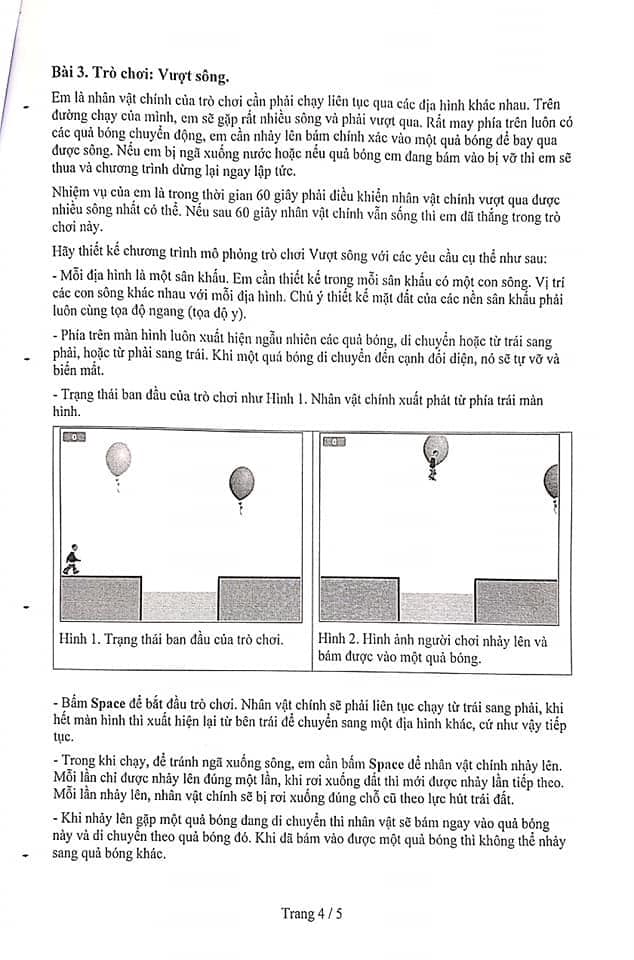 Bài 3. Trò chơi: Vượt sông.
Em là nhân vật chính của trò chơi cần phải chạy liên tục qua các địa hình khác nhau. Trên
đường chạy của mình, em sẽ gặp rất nhiều sông và phải vượt qua. Rất may phía trên luôn có
các quả bóng chuyển động, em cần nhảy lên bám chính xác vào một quả bóng để bay qua
được sông. Nếu em bị ngã xuống nước hoặc nếu quả bóng em đang bám vào bị vỡ thì em sẽ
thua và chương trình dừng lại ngay lập tức.
Nhiệm vụ của em là trong thời gian 60 giây phải điều khiển nhân vật chính vượt qua được
nhiều sông nhất có thể. Nếu sau 60 giây nhân vật chính vẫn sống thì em đã thắng trong trò
chơi này.
Hãy thiết kế chương trình mô phỏng trò chơi Vượt sông với các yêu cầu cụ thể như sau:
- Mỗi địa hình là một sân khấu. Em cần thiết kế trong mỗi sân khấu có một con sông. Vị trí
các con sông khác nhau với mỗi địa hình. Chú ý thiết kế mặt đất của các nền sân khấu phải
luôn cùng tọa độ ngang (tọa độ y).
- Phía trên màn hình luôn xuất hiện ngẫu nhiên các quả bóng, di chuyển hoặc từ trái sang
phải, hoặc từ phải sang trái. Khi một quả bóng di chuyển đến cạnh đối diện, nó sẽ tự vỡ và
biến mất.
- Trạng thái ban đầu của trò chơi như Hình 1. Nhân vật chính xuất phát từ phía trái màn
hình.
0
0
Hình 1. Trạng thái ban đầu của trò chơi.
Hình 2. Hình ảnh người chơi nhảy lên và
bám được vào một quả bóng.
- Bấm Space để bắt đầu trò chơi. Nhân vật chính sẽ phải liên tục chạy từ trái sang phải, khi
hết màn hình thì xuất hiện lại từ bên trái để chuyển sang một địa hình khác, cứ như vậy tiếp
tục.
- Trong khi chạy, để tránh ngã xuống sông, em cần bấm Space để nhân vật chính nhảy lên.
Mỗi lần chỉ được nhảy lên đúng một lần, khi rơi xuống đất thì mới được nhảy lần tiếp theo.
Mỗi lần nhảy lên, nhân vật chính sẽ bị rơi xuống đúng chỗ cũ theo lực hút trái đất.
- Khi nhảy lên gặp một quả bóng đang di chuyển thì nhân vật sẽ bám ngay vào quả bóng
này và di chuyển theo quả bóng đó. Khi đã bám vào được một quả bóng thì không thể nhảy
sang quả bóng khác.
Trang 4 / 5